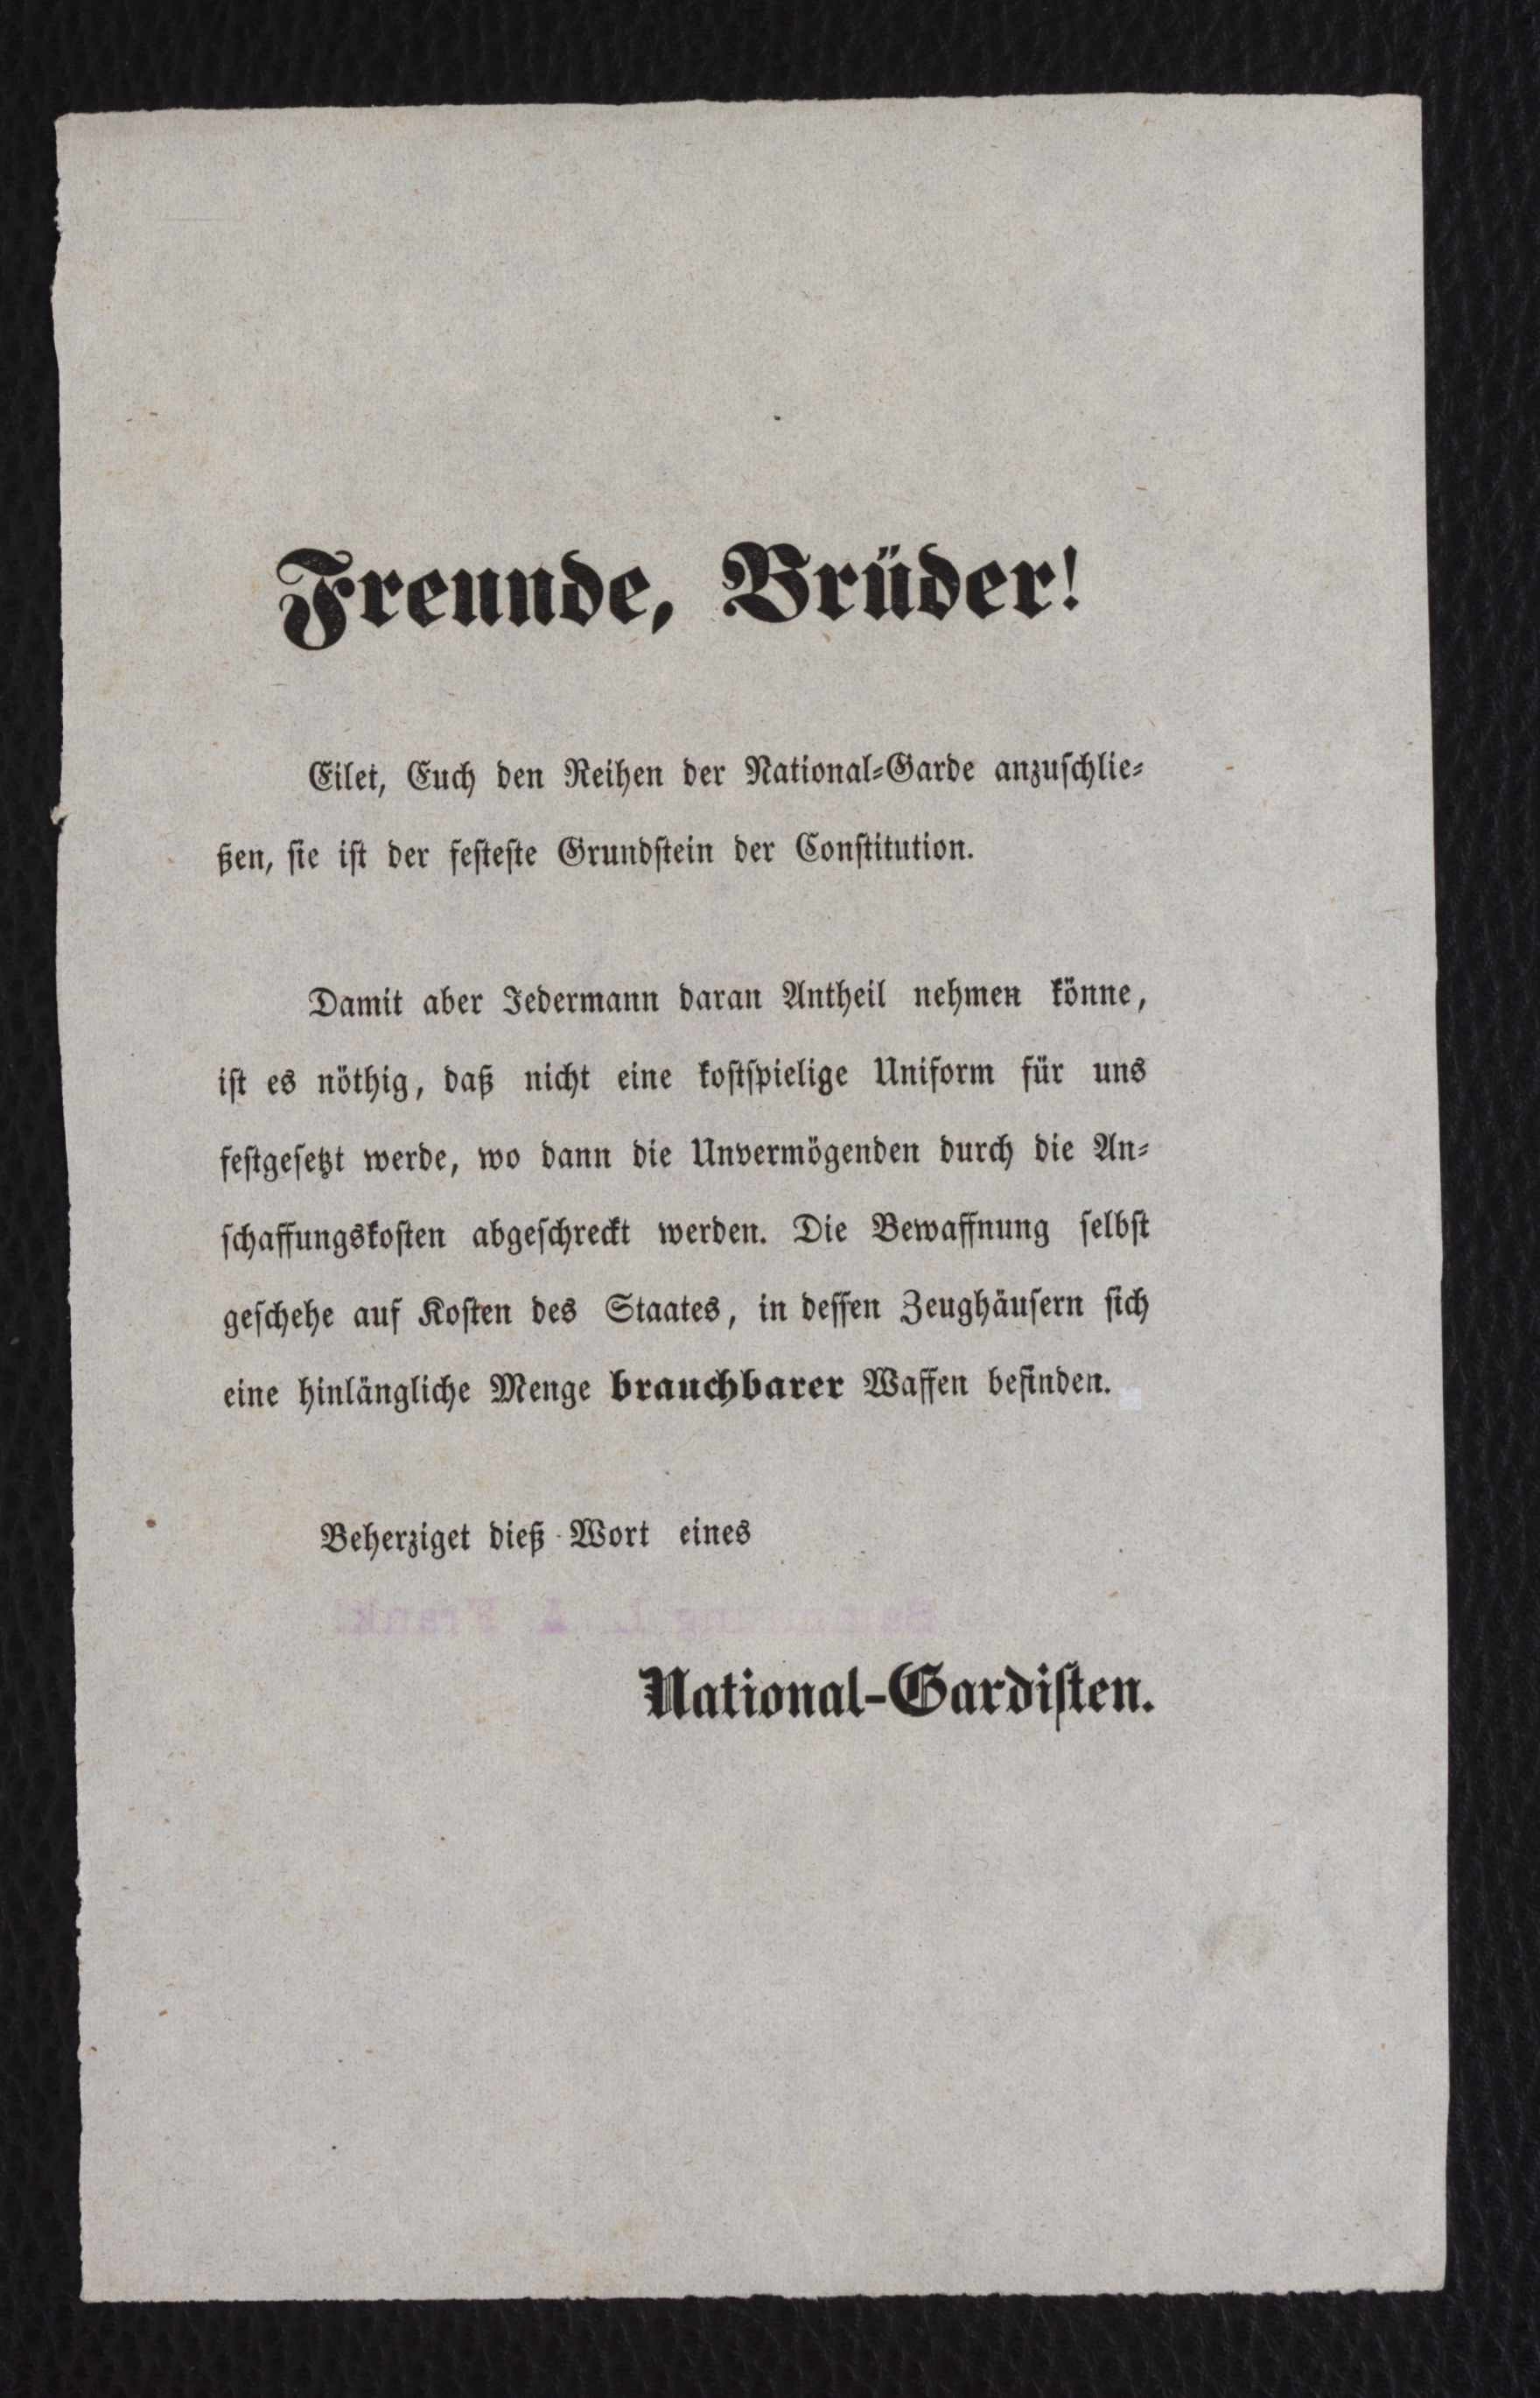 Freunde, Brüder!
Eilet, Euch den Reihen der National-Garde anzuschlie-
ßen, sie ist der festeste Grundstein der Constitution.
Damit aber Jedermann daran Antheil nehmen könne,
ist es nöthig, daß nicht eine kostspielige Uniform für uns
festgesetzt werde, wo dann die Unvermögenden durch die An-
schaffungskosten abgeschreckt werden. Die Bewaffnung selbst
geschehe auf Kosten des Staates, in dessen Zeughäusern sich
eine hinlängliche Menge brauchbarer Waffen befinden.
Beherziget dieß Wort eines
National-Gardisten.